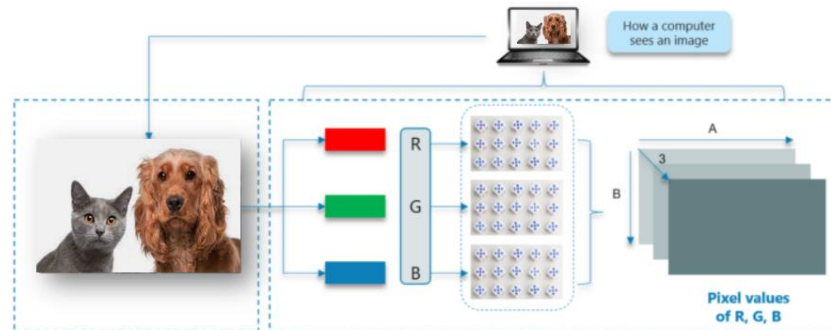 How a computer
sees an image
R
G
B
A
B
3
Pixel values
of R, G, B